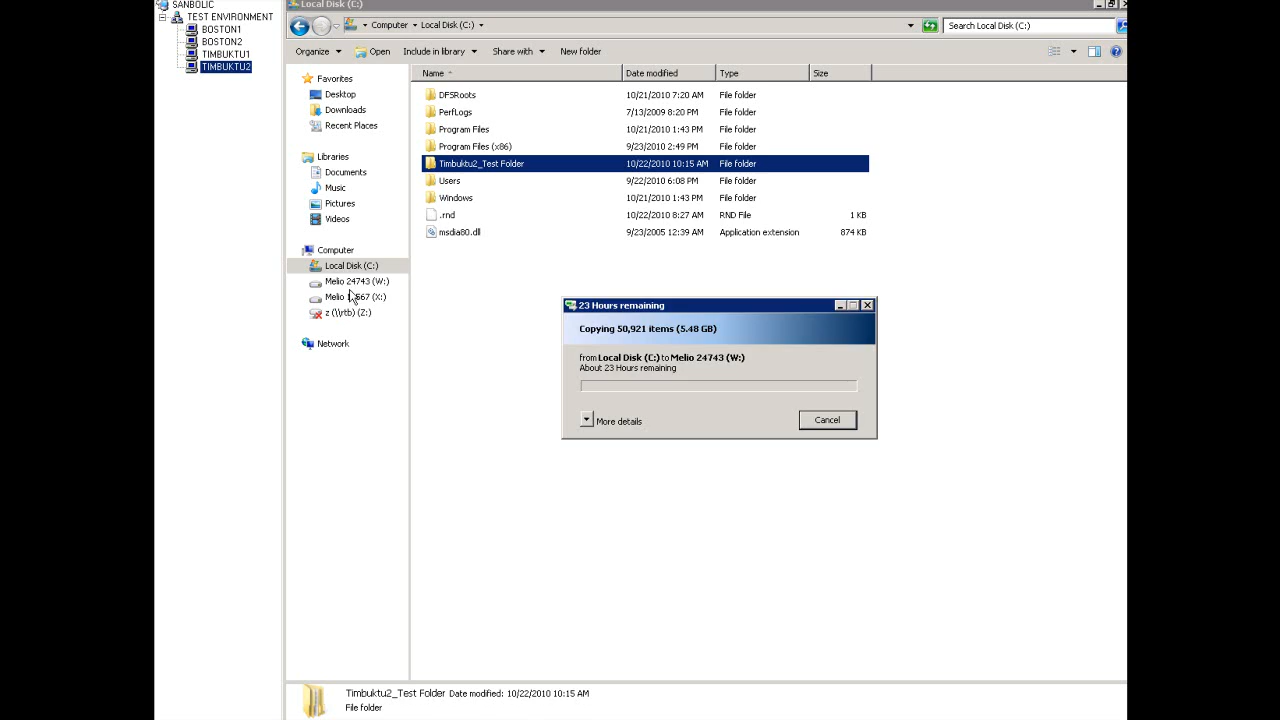 SANBOLIC
TEST ENVIRONMENT
BOSTON1
BOSTON2
TIMBUKTU1
TIMBUKTU2
Local Disk (C:)
Computer Local Disk (C:)
Search Local Disk (C:)
Organize Open Include in library Share with New folder
Favorites
Desktop
Downloads
Recent Places
Libraries
Documents
Music
Pictures
Videos
Computer
Local Disk (C:)
Melio 24743 (W:)
Melio (X:)
z (\\rtb) (Z:)
Network
Name Date modified Type Size
DFSRoots 10/21/2010 7:20 AM File folder
PerfLogs 7/13/2009 8:20 PM File folder
Program Files 10/21/2010 1:43 PM File folder
Program Files (x86) 9/23/2010 2:49 PM File folder
Timbuktu2_Test Folder 10/22/2010 10:15 AM File folder
Users 9/22/2010 6:08 PM File folder
Windows 10/21/2010 1:43 PM File folder
.rnd 10/22/2010 8:27 AM RND File 1 KB
msdia80.dll 9/23/2005 12:39 AM Application extension 874 KB
23 Hours remaining
Copying 50,921 items (5.48 GB)
from Local Disk (C:) to Melio 24743 (W:)
About 23 Hours remaining
More details
Cancel
Timbuktu2_Test Folder Date modified: 10/22/2010 10:15 AM
File folder